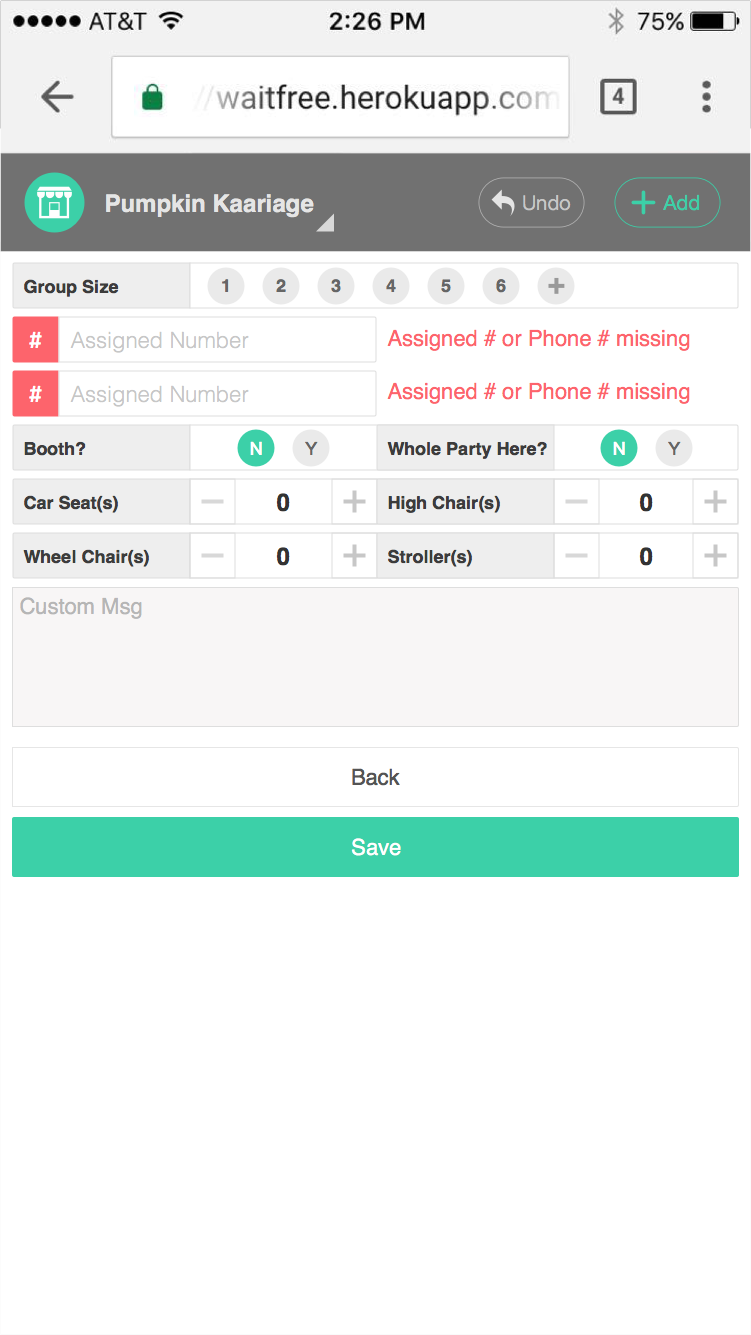 AT&T 2:26 PM 75%
//waitfree.herokuapp.com 4
Pumpkin Kaariage Undo Add
Group Size 1 2 3 4 5 6 +
# Assigned Number Assigned # or Phone # missing
# Assigned Number Assigned # or Phone # missing
Booth? N Y Whole Party Here? N Y
Car Seat(s) — 0 + High Chair(s) — 0 +
Wheel Chair(s) — 0 + Stroller(s) — 0 +
Custom Msg
Back
Save